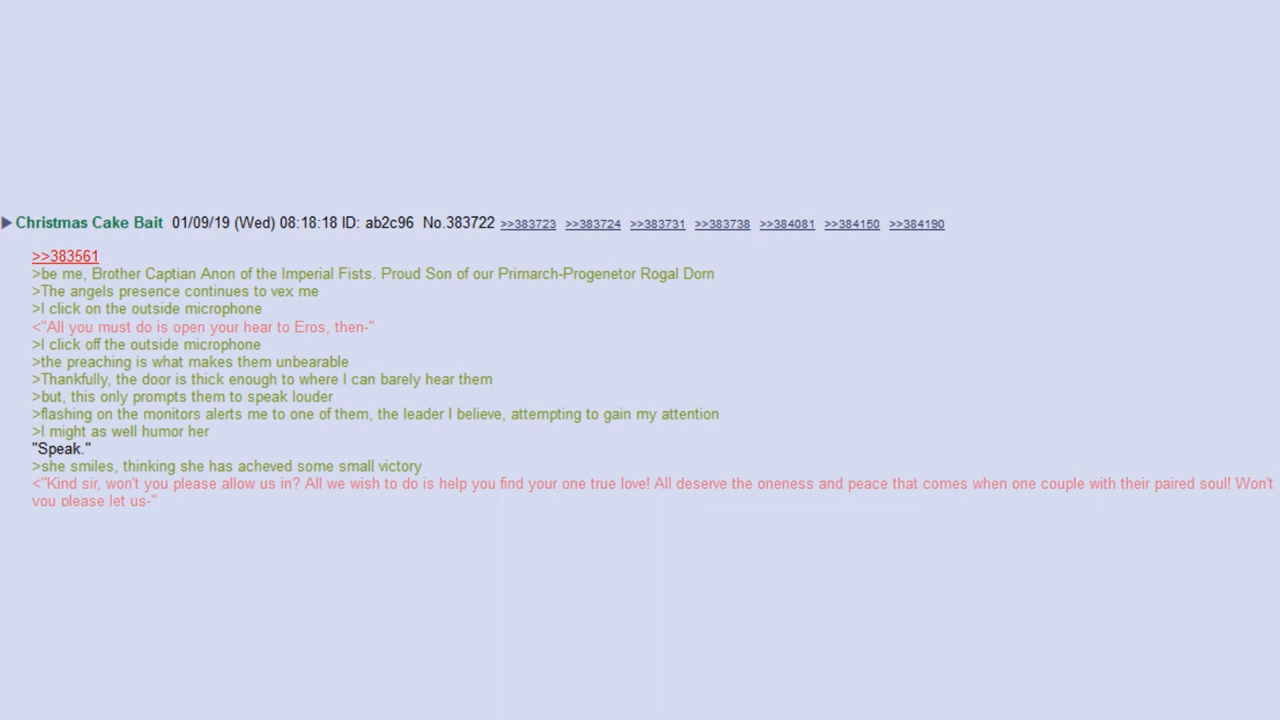 ▶Christmas Cake Bait 01/09/19 (Wed) 08:18:18 ID: ab2c96 No.383722 >>383723 >>383724 >>383731 >>383738 >>384081 >>384150 >>384190
>>383561
>be me, Brother Captian Anon of the Imperial Fists. Proud Son of our Primarch-Progenetor Rogal Dorn
>The angels presence continues to vex me
>I click on the outside microphone
<"All you must do is open your hear to Eros, then-"
>I click off the outside microphone
>the preaching is what makes them unbearable
>Thankfully, the door is thick enough to where I can barely hear them
>but, this only prompts them to speak louder
>flashing on the monitors alerts me to one of them, the leader I believe, attempting to gain my attention
>I might as well humor her
"Speak."
>she smiles, thinking she has acheved some small victory
<"Kind sir, won't you please allow us in? All we wish to do is help you find your one true love! All deserve the oneness and peace that comes when one couple with their paired soul! Won't
you please let us-"